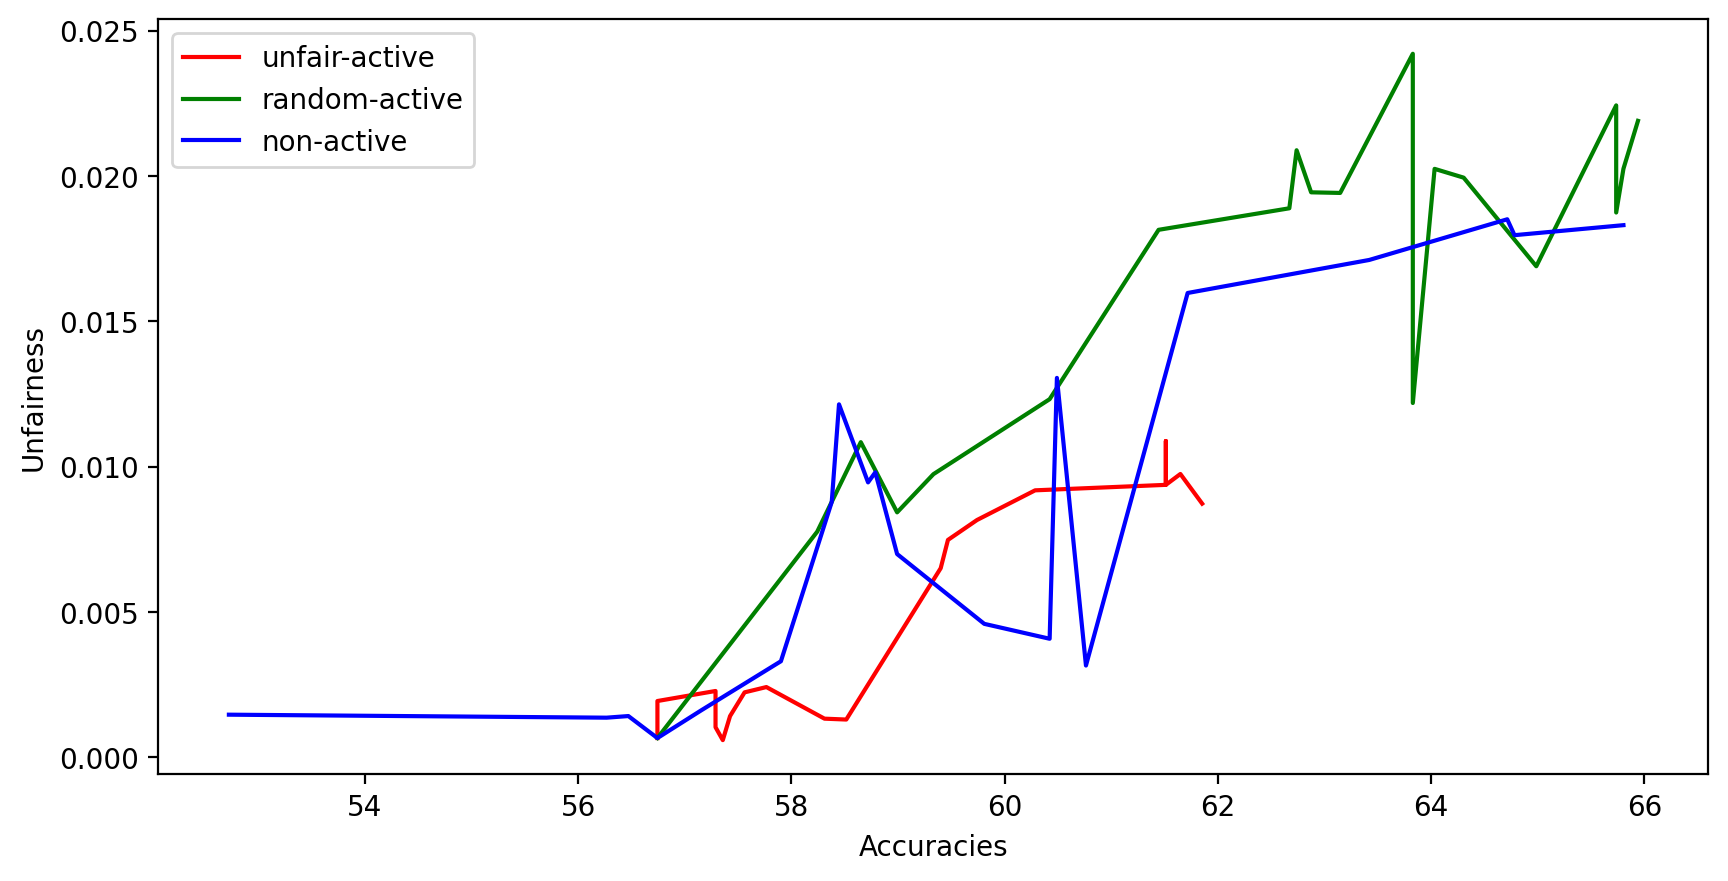 unfair-active
random-active
non-active
0.025
0.020
0.015
0.010
0.005
0.000
Unfairness
54 56 58 60 62 64 66
Accuracies